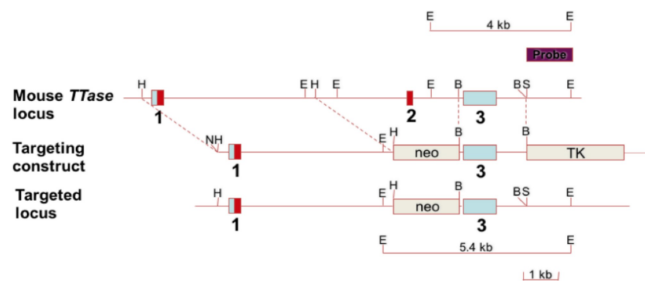 E E
4 kb
Probe
H E H E E B B S E
Mouse TTase locus
1 2 3
N H E H B B
Targeting construct
neo TK
1 3
Targeted locus
H E H B B S E
neo
1 3
E E
5.4 kb
1 kb